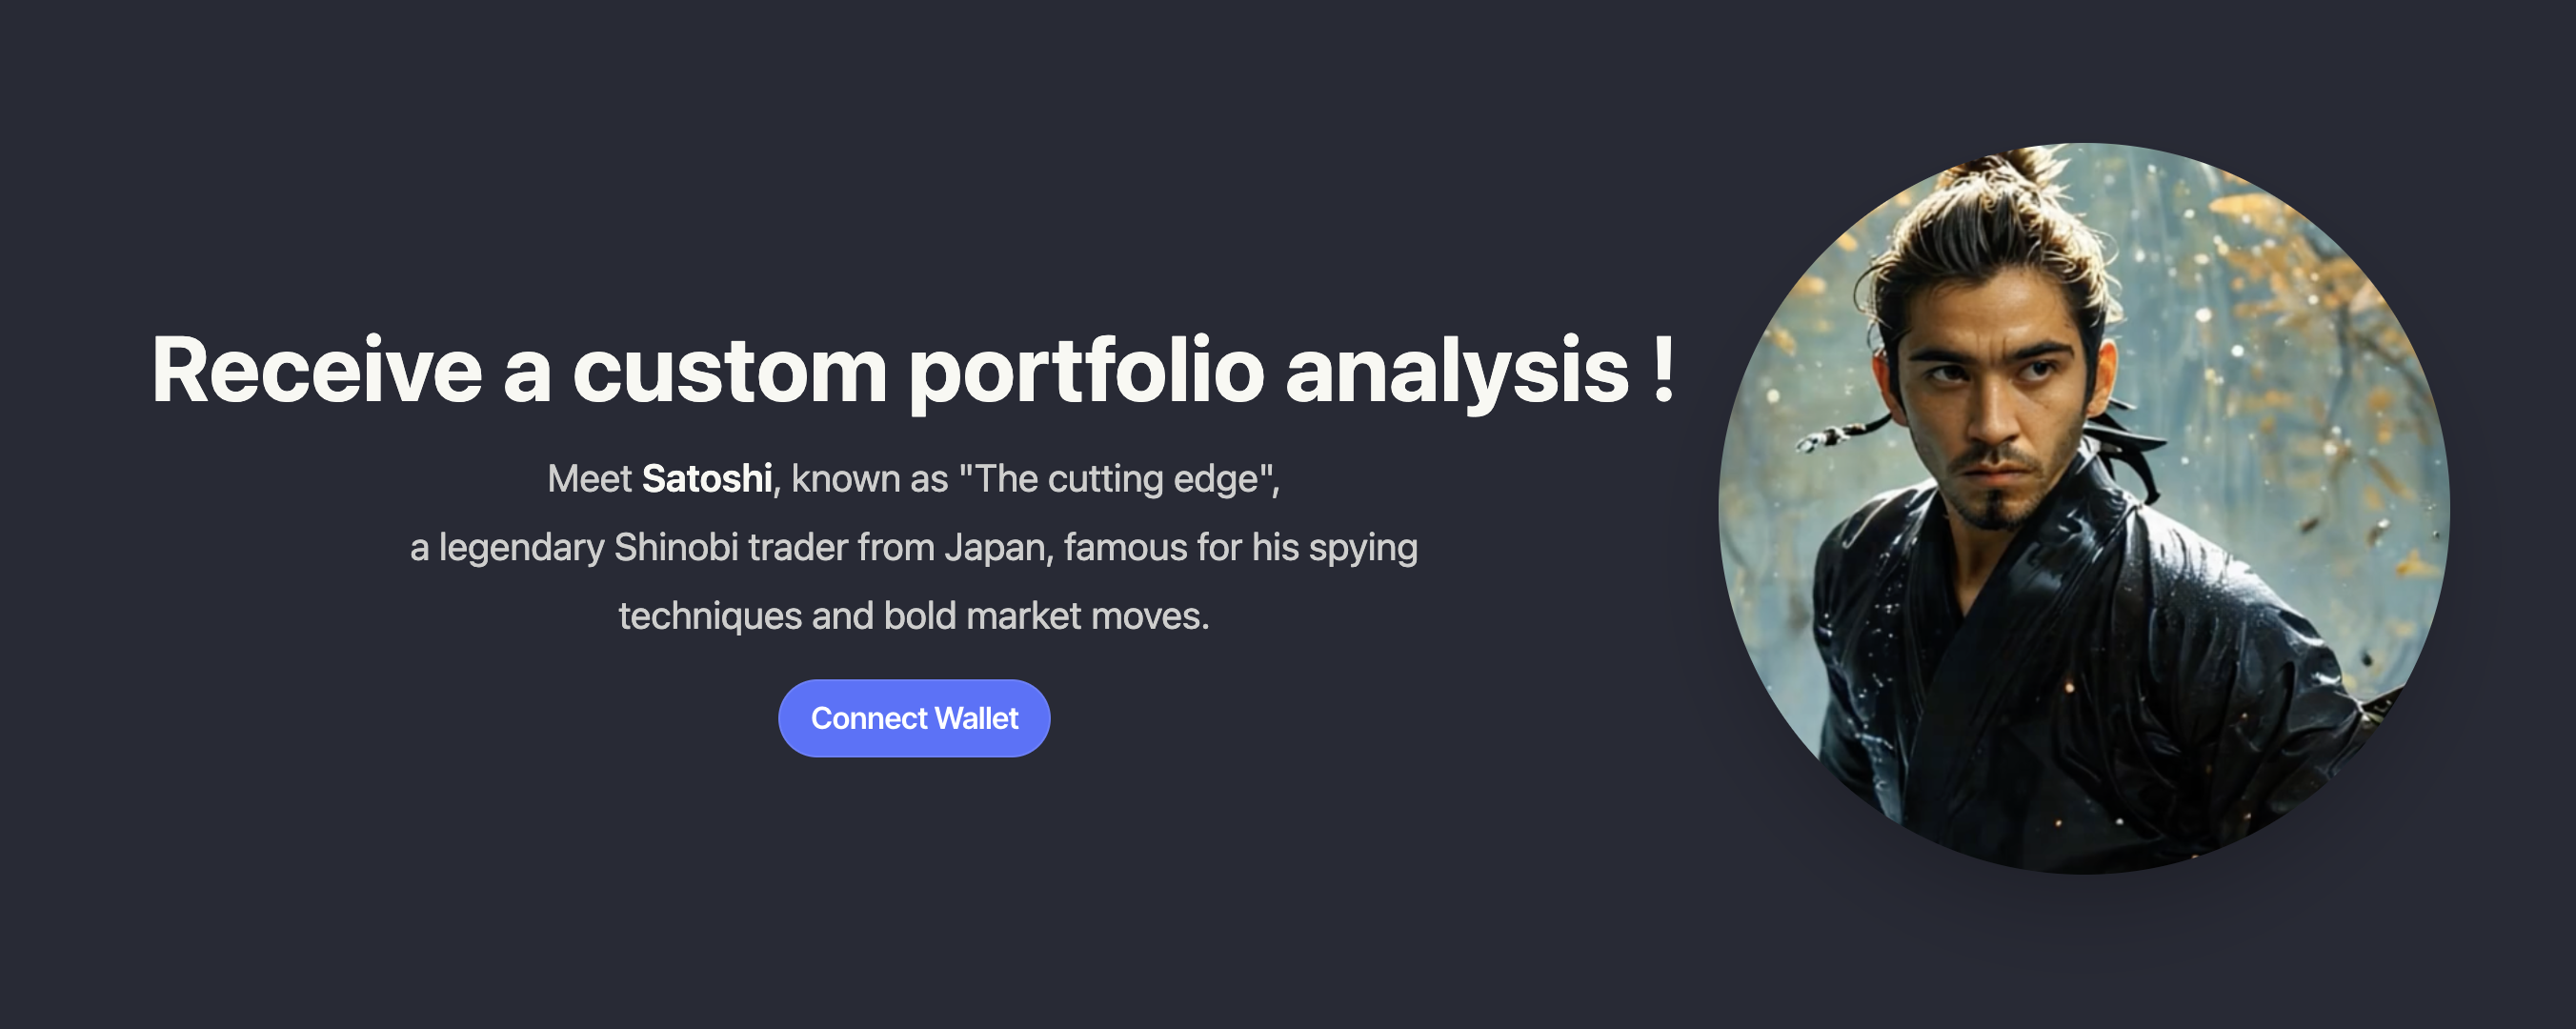 Receive a custom portfolio analysis !
Meet Satoshi, known as "The cutting edge",
a legendary Shinobi trader from Japan, famous for his spying
techniques and bold market moves.
Connect Wallet